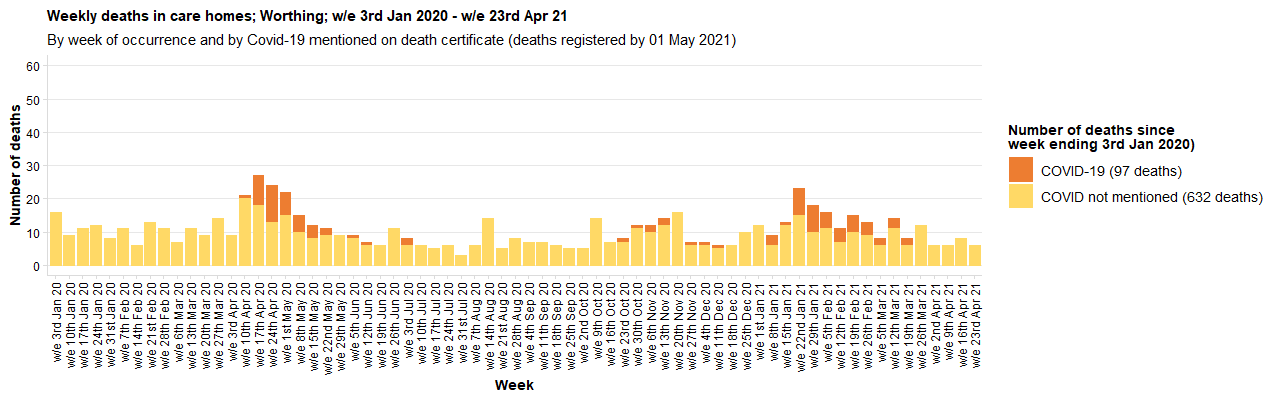 Weekly deaths in care homes; Worthing; w/e 3rd Jan 2020 - w/e 23rd Apr 21
By week of occurrence and by Covid-19 mentioned on death certificate (deaths registered by 01 May 2021)
Number of deaths
60
50
40
30
20
10
0
w/e 3rd Jan 20
w/e 10th Jan 20
w/e 17th Jan 20
w/e 24th Jan 20
w/e 31st Jan 20
w/e 7th Feb 20
w/e 14th Feb 20
w/e 21st Feb 20
w/e 28th Feb 20
w/e 6th Mar 20
w/e 13th Mar 20
w/e 20th Mar 20
w/e 27th Mar 20
w/e 3rd Apr 20
w/e 10th Apr 20
w/e 17th Apr 20
w/e 24th Apr 20
w/e 1st May 20
w/e 8th May 20
w/e 15th May 20
w/e 22nd May 20
w/e 29th May 20
w/e 5th Jun 20
w/e 12th Jun 20
w/e 19th Jun 20
w/e 26th Jun 20
w/e 3rd Jul 20
w/e 10th Jul 20
w/e 17th Jul 20
w/e 24th Jul 20
w/e 31st Jul 20
w/e 7th Aug 20
w/e 14th Aug 20
w/e 21st Aug 20
w/e 28th Aug 20
w/e 4th Sep 20
w/e 11th Sep 20
w/e 18th Sep 20
w/e 25th Sep 20
w/e 2nd Oct 20
w/e 9th Oct 20
w/e 16th Oct 20
w/e 23rd Oct 20
w/e 30th Oct 20
w/e 6th Nov 20
w/e 13th Nov 20
w/e 20th Nov 20
w/e 27th Nov 20
w/e 4th Dec 20
w/e 11th Dec 20
w/e 18th Dec 20
w/e 25th Dec 20
w/e 1st Jan 21
w/e 8th Jan 21
w/e 15th Jan 21
w/e 22nd Jan 21
w/e 29th Jan 21
w/e 5th Feb 21
w/e 12th Feb 21
w/e 19th Feb 21
w/e 26th Feb 21
w/e 5th Mar 21
w/e 12th Mar 21
w/e 19th Mar 21
w/e 26th Mar 21
w/e 2nd Apr 21
w/e 9th Apr 21
w/e 16th Apr 21
w/e 23rd Apr 21
Week
Number of deaths since
week ending 3rd Jan 2020)
COVID-19 (97 deaths)
COVID not mentioned (632 deaths)